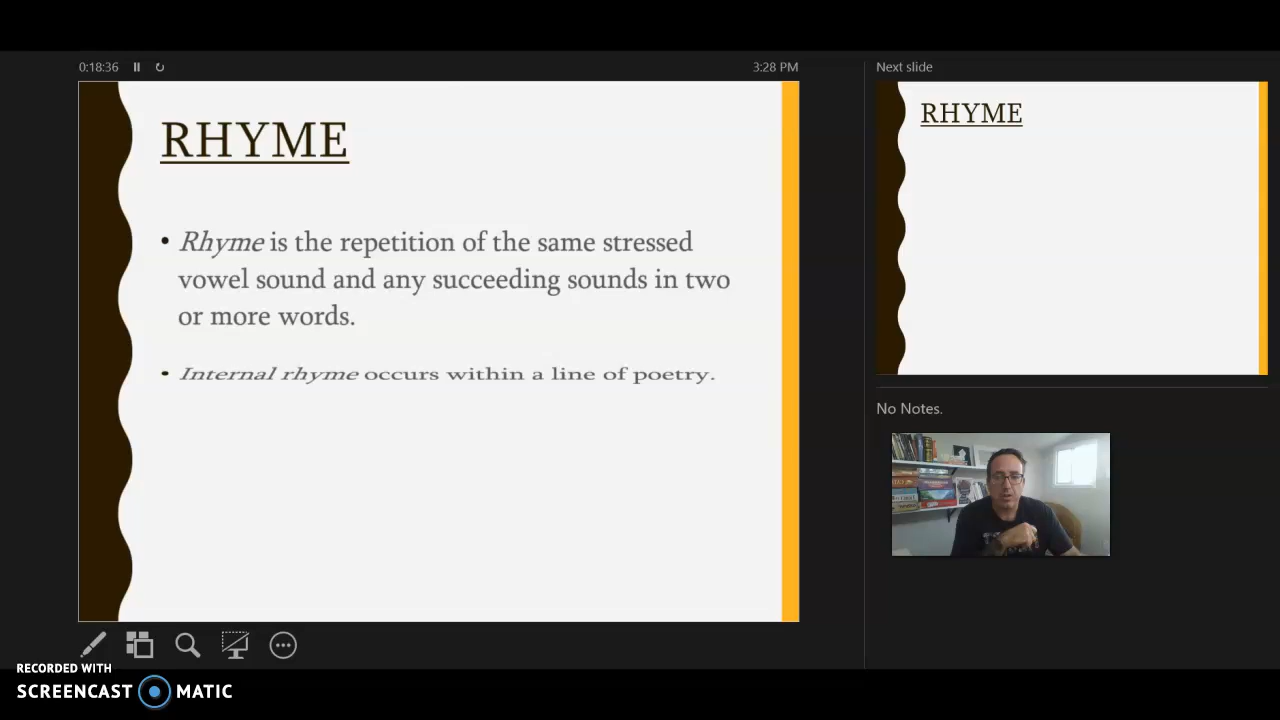 0:18:36
3:28 PM
Next slide
RHYME
• Rhyme is the repetition of the same stressed
vowel sound and any succeeding sounds in two
or more words.
• Internal rhyme occurs within a line of poetry.
RHYME
No Notes.
RECORDED WITH
SCREENCAST MATIC